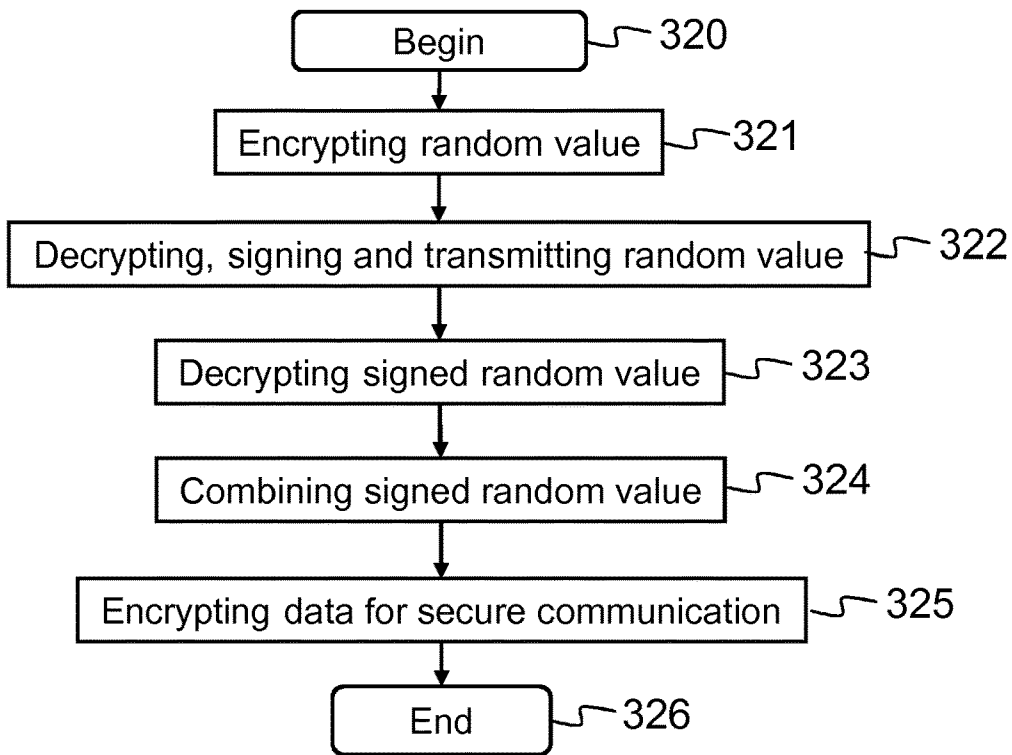 Begin 320
Encrypting random value 321
Decrypting, signing and transmitting random value 322
Decrypting signed random value 323
Combining signed random value 324
Encrypting data for secure communication 325
End 326